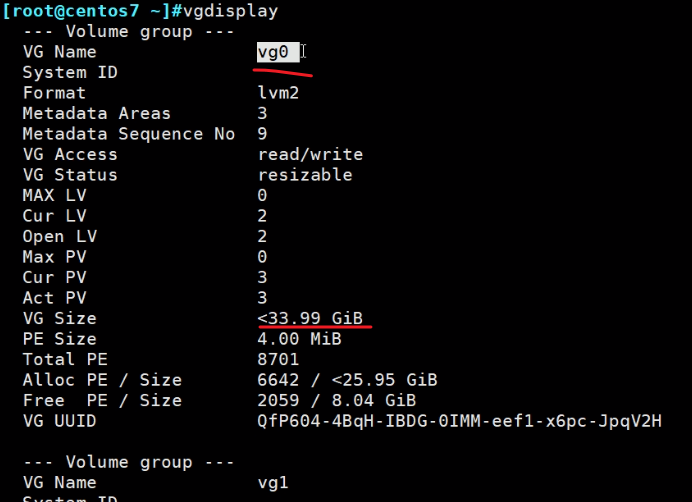 [root@centos7 ~]#vgdisplay
--- Volume group ---
VG Name vg0
System ID
Format lvm2
Metadata Areas 3
Metadata Sequence No 9
VG Access read/write
VG Status resizable
MAX LV 0
Cur LV 2
Open LV 2
Max PV 0
Cur PV 3
Act PV 3
VG Size <33.99 GiB
PE Size 4.00 MiB
Total PE 8701
Alloc PE / Size 6642 / <25.95 GiB
Free  PE / Size 2059 / 8.04 GiB
VG UUID QfP604-4BqH-IBDG-0IMM-eef1-x6pc-JpqV2H
--- Volume group ---
VG Name vg1
System ID